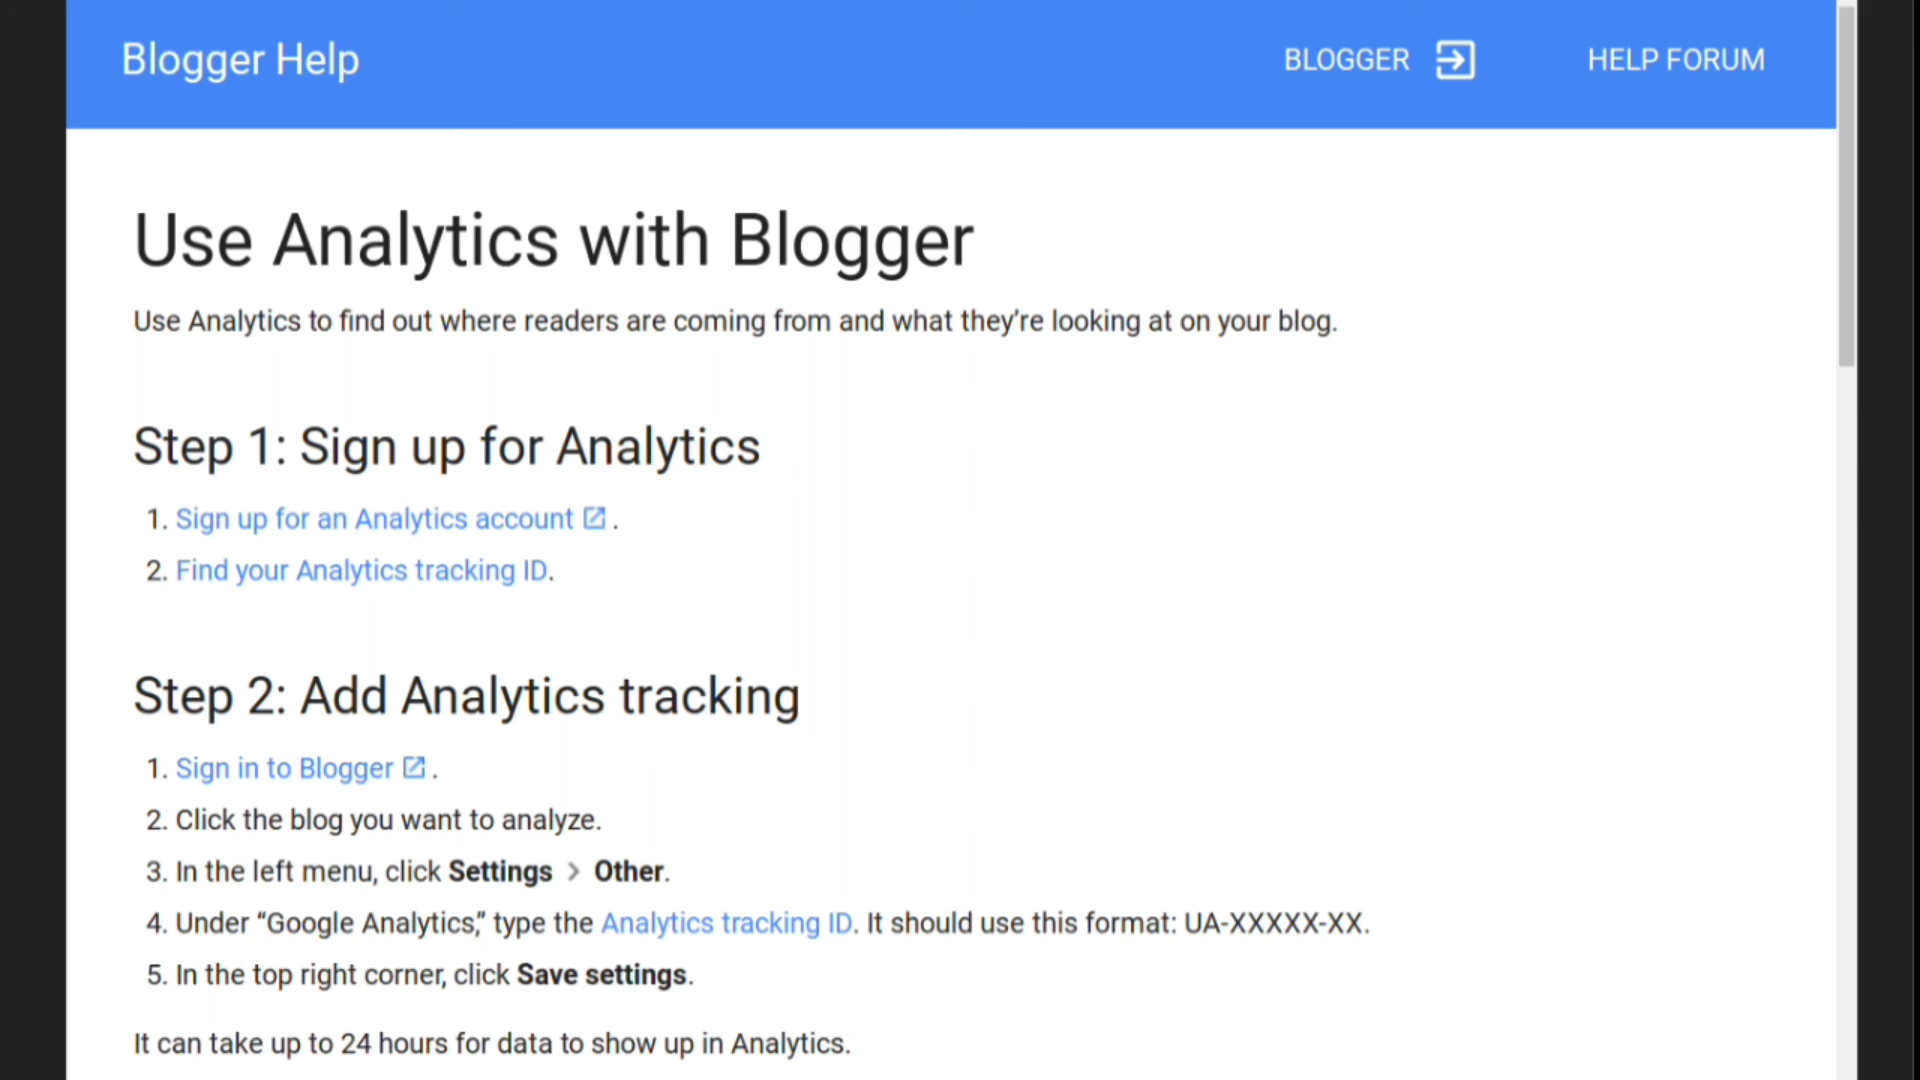 Blogger Help
BLOGGER
HELP FORUM
Use Analytics with Blogger
Use Analytics to find out where readers are coming from and what they’re looking at on your blog.
Step 1: Sign up for Analytics
1. Sign up for an Analytics account .
2. Find your Analytics tracking ID.
Step 2: Add Analytics tracking
1. Sign in to Blogger .
2. Click the blog you want to analyze.
3. In the left menu, click Settings > Other.
4. Under “Google Analytics,” type the Analytics tracking ID. It should use this format: UA-XXXXX-XX.
5. In the top right corner, click Save settings.
It can take up to 24 hours for data to show up in Analytics.